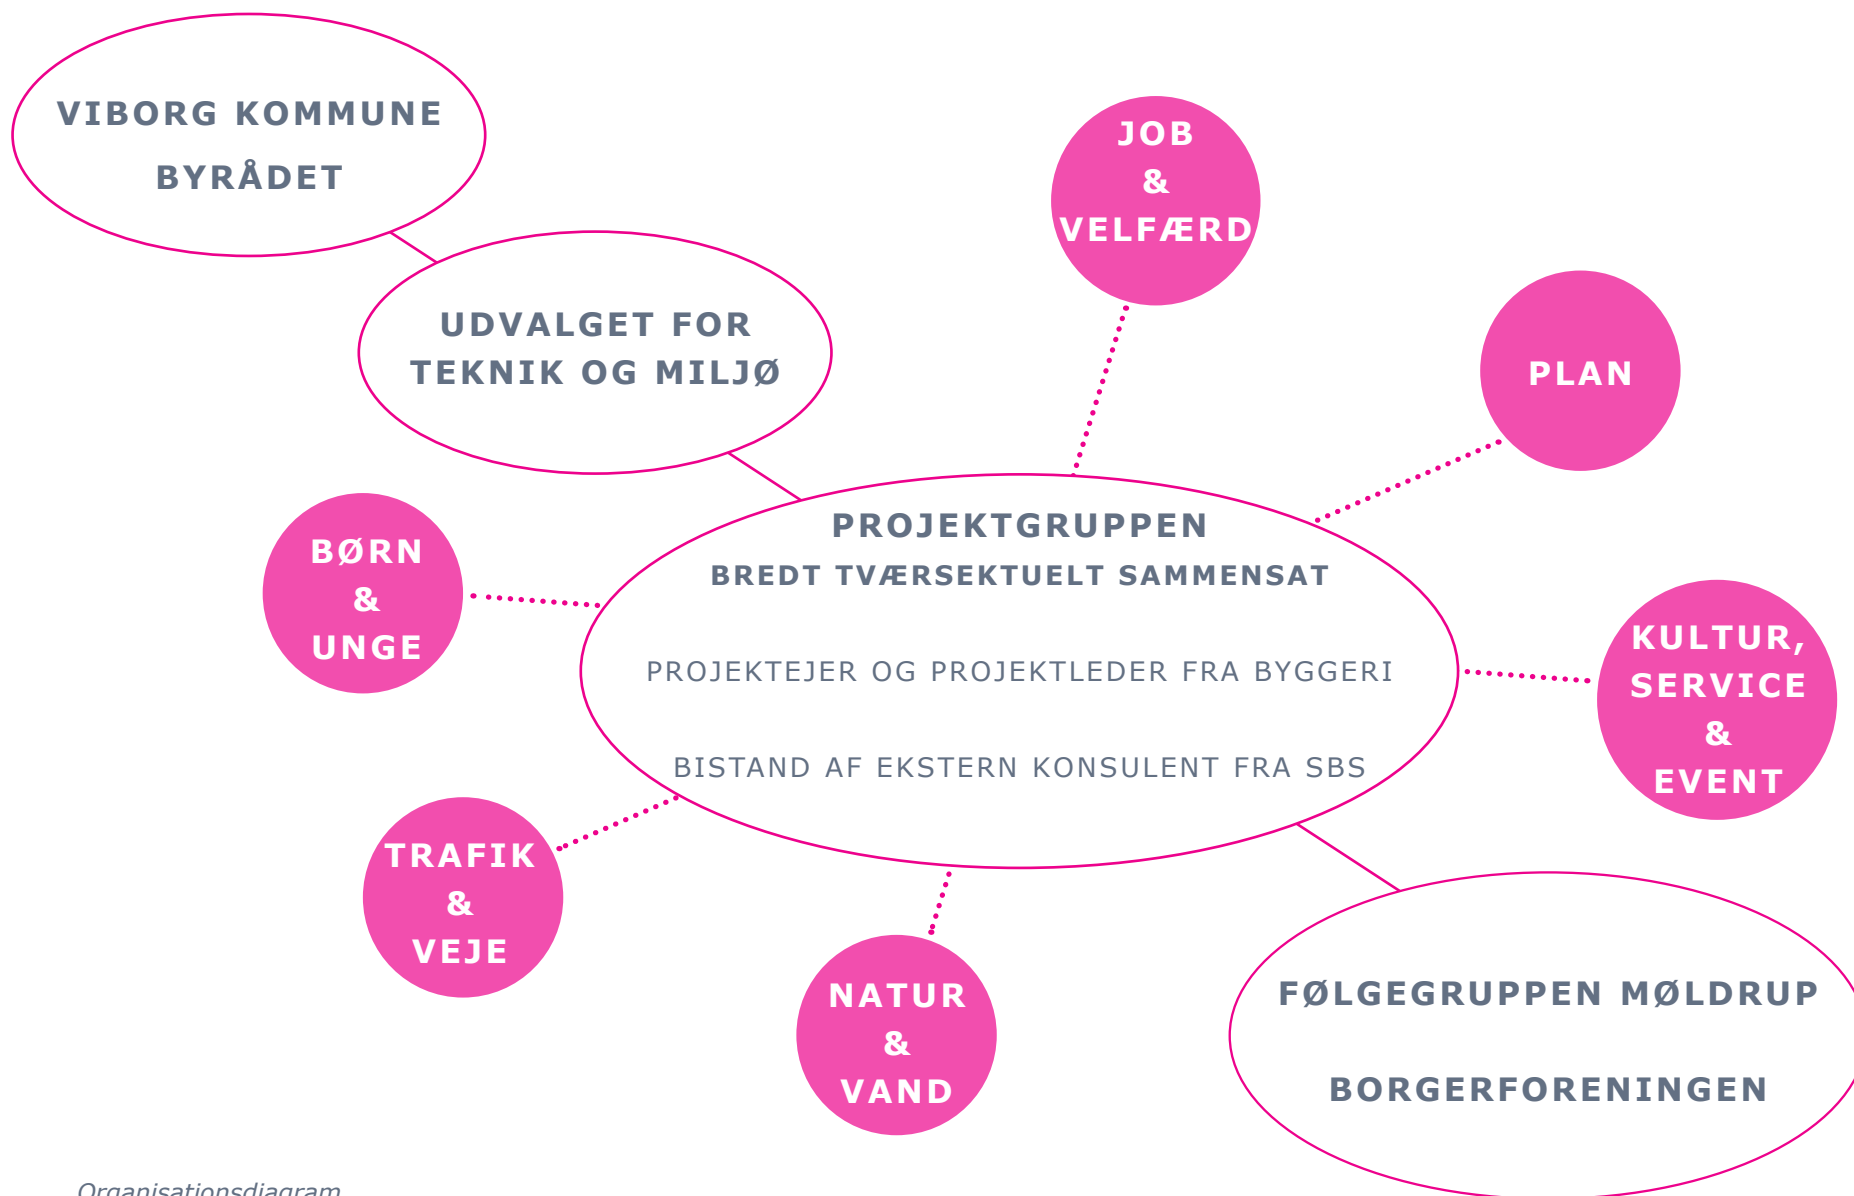 VIBORG KOMMUNE
BYRÅDET
UDVALGET FOR
TEKNIK OG MILJØ
JOB
&
VELFÆRD
PLAN
BØRN
&
UNGE
PROJEKTGRUPPEN
BREDT TVÆRSEKTUELT SAMMENSAT
PROJEKTEJER OG PROJEKTLEDER FRA BYGGERI
BISTAND AF EKSTERN KONSULENT FRA SBS
KULTUR,
SERVICE
&
EVENT
TRAFIK
&
VEJE
NATUR
&
VAND
FØLGEGRUPPEN MØLDRUP
BORGERFORENINGEN
Organisationsdiagram